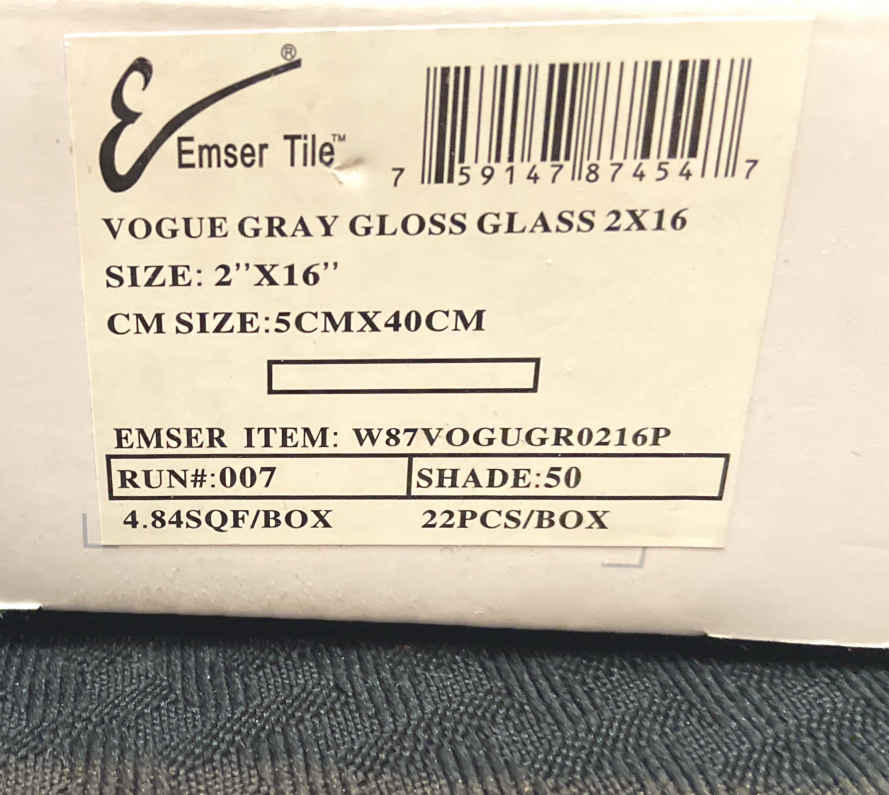 ®
Emser Tile™
7 59147 87454 7
VOGUE GRAY GLOSS GLASS 2X16
SIZE: 2''X16''
CM SIZE:5CMX40CM
EMSER ITEM: W87VOGUGR0216P
RUN#:007 SHADE:50
4.84SQF/BOX 22PCS/BOX